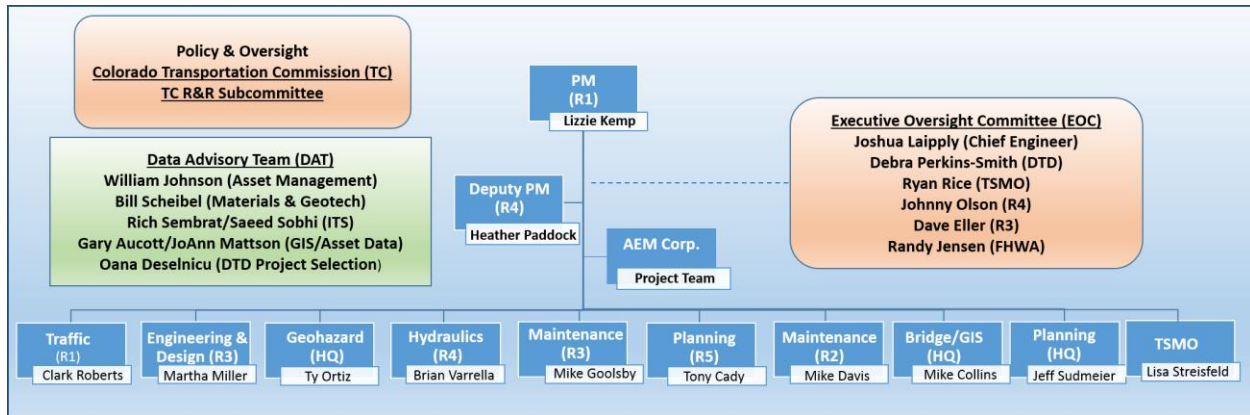 Policy & Oversight
Colorado Transportation Commission (TC)
TC R&R Subcommittee
Data Advisory Team (DAT)
William Johnson (Asset Management)
Bill Scheibel (Materials & Geotech)
Rich Sembrat/Saeed Sobhi (ITS)
Gary Aucott/JoAnn Mattson (GIS/Asset Data)
Oana Deselnicu (DTD Project Selection)
PM
(R1)
Lizzie Kemp
Deputy PM
(R4)
Heather Paddock
AEM Corp.
Project Team
Executive Oversight Committee (EOC)
Joshua Laipply (Chief Engineer)
Debra Perkins-Smith (DTD)
Ryan Rice (TSMO)
Johnny Olson (R4)
Dave Eller (R3)
Randy Jensen (FHWA)
Traffic
(R1)
Clark Roberts
Engineering &
Design (R3)
Martha Miller
Geohazard
(HQ)
Ty Ortiz
Hydraulics
(R4)
Brian Varrella
Maintenance
(R3)
Mike Goolsby
Planning
(R5)
Tony Cady
Maintenance
(R2)
Mike Davis
Bridge/GIS
(HQ)
Mike Collins
Planning
(HQ)
Jeff Sudmeier
TSMO
Lisa Streisfeld